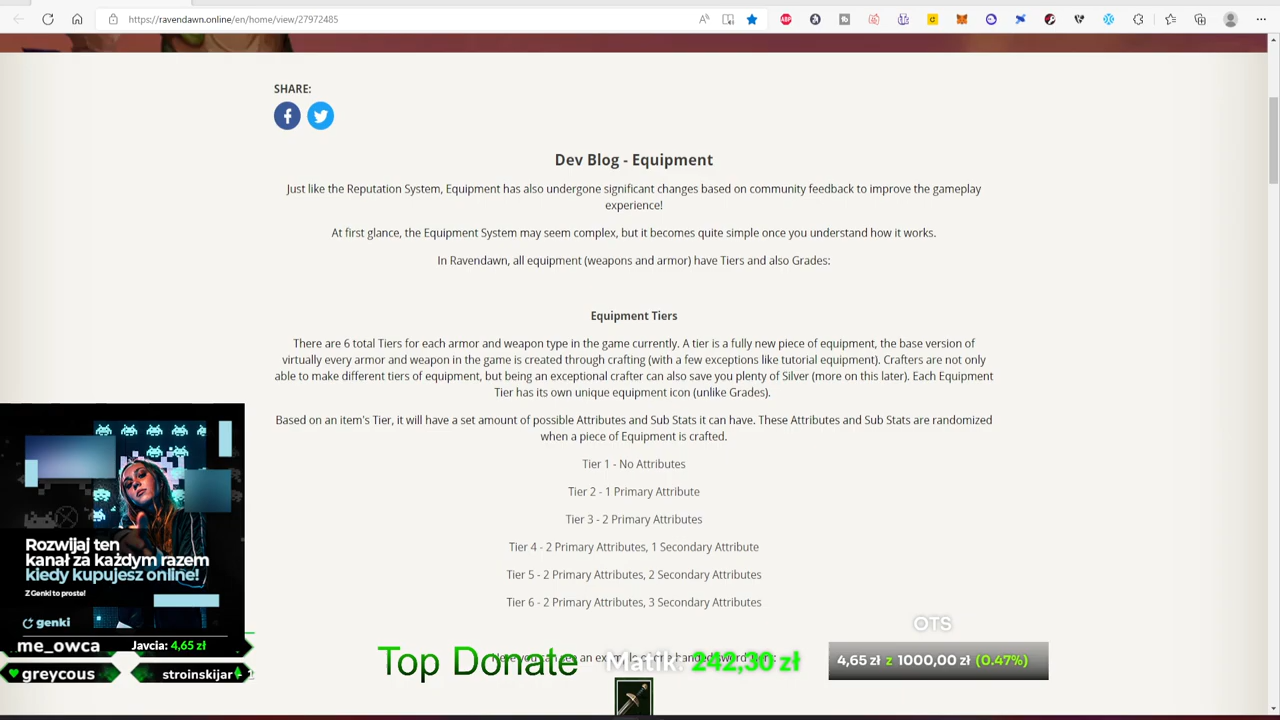 https://ravendawn.online/en/home/view/27972485
SHARE:
Dev Blog - Equipment
Just like the Reputation System, Equipment has also undergone significant changes based on community feedback to improve the gameplay
experience!
At first glance, the Equipment System may seem complex, but it becomes quite simple once you understand how it works.
In Ravendawn, all equipment (weapons and armor) have Tiers and also Grades:
Equipment Tiers
There are 6 total Tiers for each armor and weapon type in the game currently. A tier is a fully new piece of equipment, the base version of
virtually every armor and weapon in the game is created through crafting (with a few exceptions like tutorial equipment). Crafters are not only
able to make different tiers of equipment, but being an exceptional crafter can also save you plenty of Silver (more on this later). Each Equipment
Tier has its own unique equipment icon (unlike Grades).
Based on an item's Tier, it will have a set amount of possible Attributes and Sub Stats it can have. These Attributes and Sub Stats are randomized
when a piece of Equipment is crafted.
Tier 1 - No Attributes
Tier 2 - 1 Primary Attribute
Tier 3 - 2 Primary Attributes
Tier 4 - 2 Primary Attributes, 1 Secondary Attribute
Tier 5 - 2 Primary Attributes, 2 Secondary Attributes
Tier 6 - 2 Primary Attributes, 3 Secondary Attributes
Rozwijaj ten
kanał za każdym razem
kiedy kupujesz online!
Z Genki to proste!
genki
me_owca
Javcia: 4,65 zł
greycous
stroinskijar
Top Donate
Matik: 242,30 zł
OTS
4,65 zł z 1000,00 zł (0.47%)